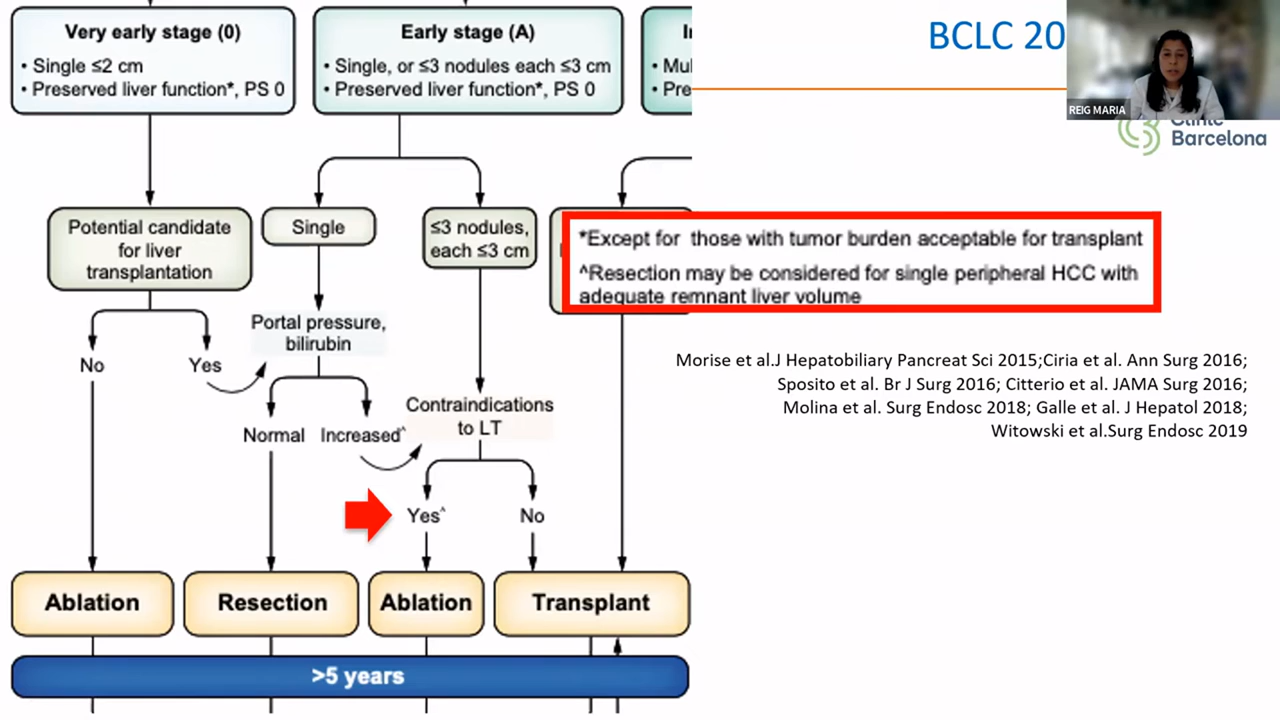 Very early stage (0)
• Single ≤2 cm
• Preserved liver function*, PS 0
Early stage (A)
• Single, or ≤3 nodules each ≤3 cm
• Preserved liver function*, PS 0
BCLC 20
REIG MARIA
Clínic
Barcelona
Potential candidate
for liver
transplantation
Single
≤3 nodules,
each ≤3 cm
*Except for those with tumor burden acceptable for transplant
^Resection may be considered for single peripheral HCC with
adequate remnant liver volume
Portal pressure,
bilirubin
No
Yes
Morise et al.J Hepatobiliary Pancreat Sci 2015;Ciria et al. Ann Surg 2016;
Sposito et al. Br J Surg 2016; Citterio et al. JAMA Surg 2016;
Molina et al. Surg Endosc 2018; Galle et al. J Hepatol 2018;
Witowski et al.Surg Endosc 2019
Contraindications
to LT
Normal
Increased^
Yes^
No
Ablation
Resection
Ablation
Transplant
>5 years